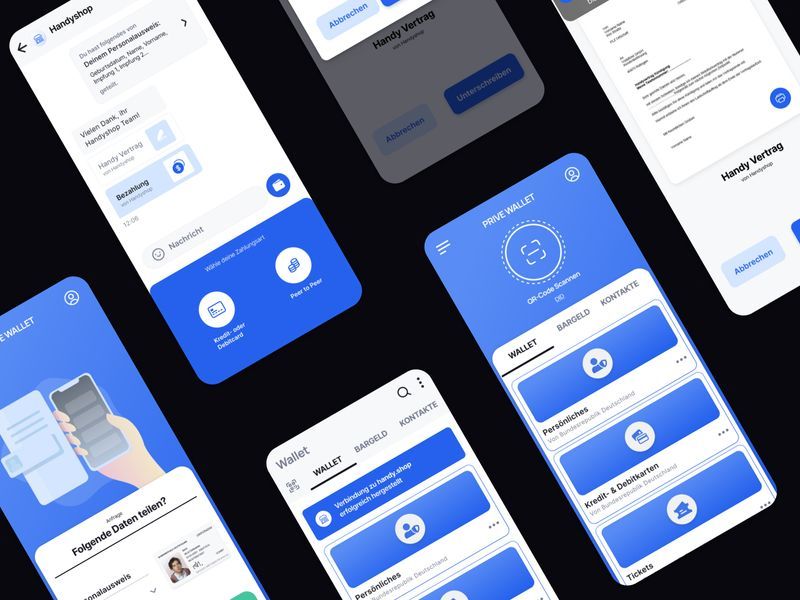 Handyshop
Du hast folgendes von
Deinem Personalausweis:
Geburtsdatum, Name, Vorname,
Impfung 1, Impfung 2...
geteilt.
Vielen Dank, ihr
Handyshop Team!
Handy Vertrag
von Handyshop
Bezahlung
von Handyshop
12:06
Nachricht
Wähle deine Zahlungsart
Kredit- oder
Debitcard
Peer to Peer
Abbrechen
Handy Vertrag
von Handyshop
Abbrechen
Unterschreiben
Handy Vertrag
von Handyshop
Abbrechen
PRIVE WALLET
QR-Code Scannen
DID
WALLET
BARGELD
KONTAKTE
Persönliches
Von Bundesrepublik Deutschland
Kredit- & Debitkarten
Von Bundesrepublik Deutschland
Tickets
E WALLET
Anfrage
Folgende Daten teilen?
sonalausweis
Wallet
WALLET
BARGELD
KONTAKTE
Verbindung zu handy.shop
erfolgreich hergestellt
Persönliches
Von Bundesrepublik Deutschland